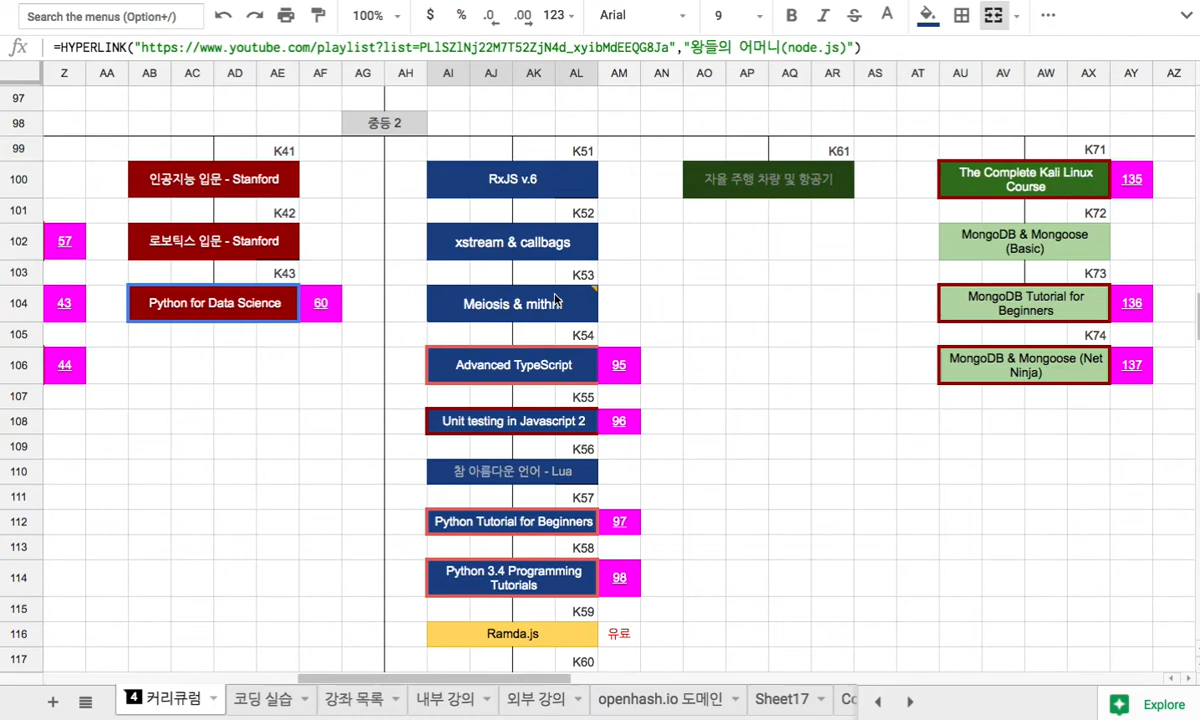 Search the menus (Option+/)
100%
$ % .0 .00 123
Arial
9
B I S A
fx =HYPERLINK("https://www.youtube.com/playlist?list=PLlSZlNj22M7T52ZjN4d_xyibMdEEQG8Ja","왕들의 어머니(node.js)")
Z AA AB AC AD AE AF AG AH AI AJ AK AL AM AN AO AP AQ AR AS AT AU AV AW AX AY AZ
97
98 중등 2
99 K41 K51 K61 K71
100 인공지능 입문 - Stanford RxJS v.6 자율 주행 차량 및 항공기 The Complete Kali Linux Course 135
101 K42 K52 K72
102 57 로보틱스 입문 - Stanford xstream & callbags MongoDB & Mongoose (Basic)
103 K43 K53 K73
104 43 Python for Data Science 60 Meiosis & mithril MongoDB Tutorial for Beginners 136
105 K54 K74
106 44 Advanced TypeScript 95 MongoDB & Mongoose (Net Ninja) 137
107 K55
108 Unit testing in Javascript 2 96
109 K56
110 참 아름다운 언어 - Lua
111 K57
112 Python Tutorial for Beginners 97
113 K58
114 Python 3.4 Programming Tutorials 98
115 K59
116 Ramda.js 유료
117 K60
4 커리큘럼 코딩 실습 강좌 목록 내부 강의 외부 강의 openhash.io 도메인 Sheet17 Explore